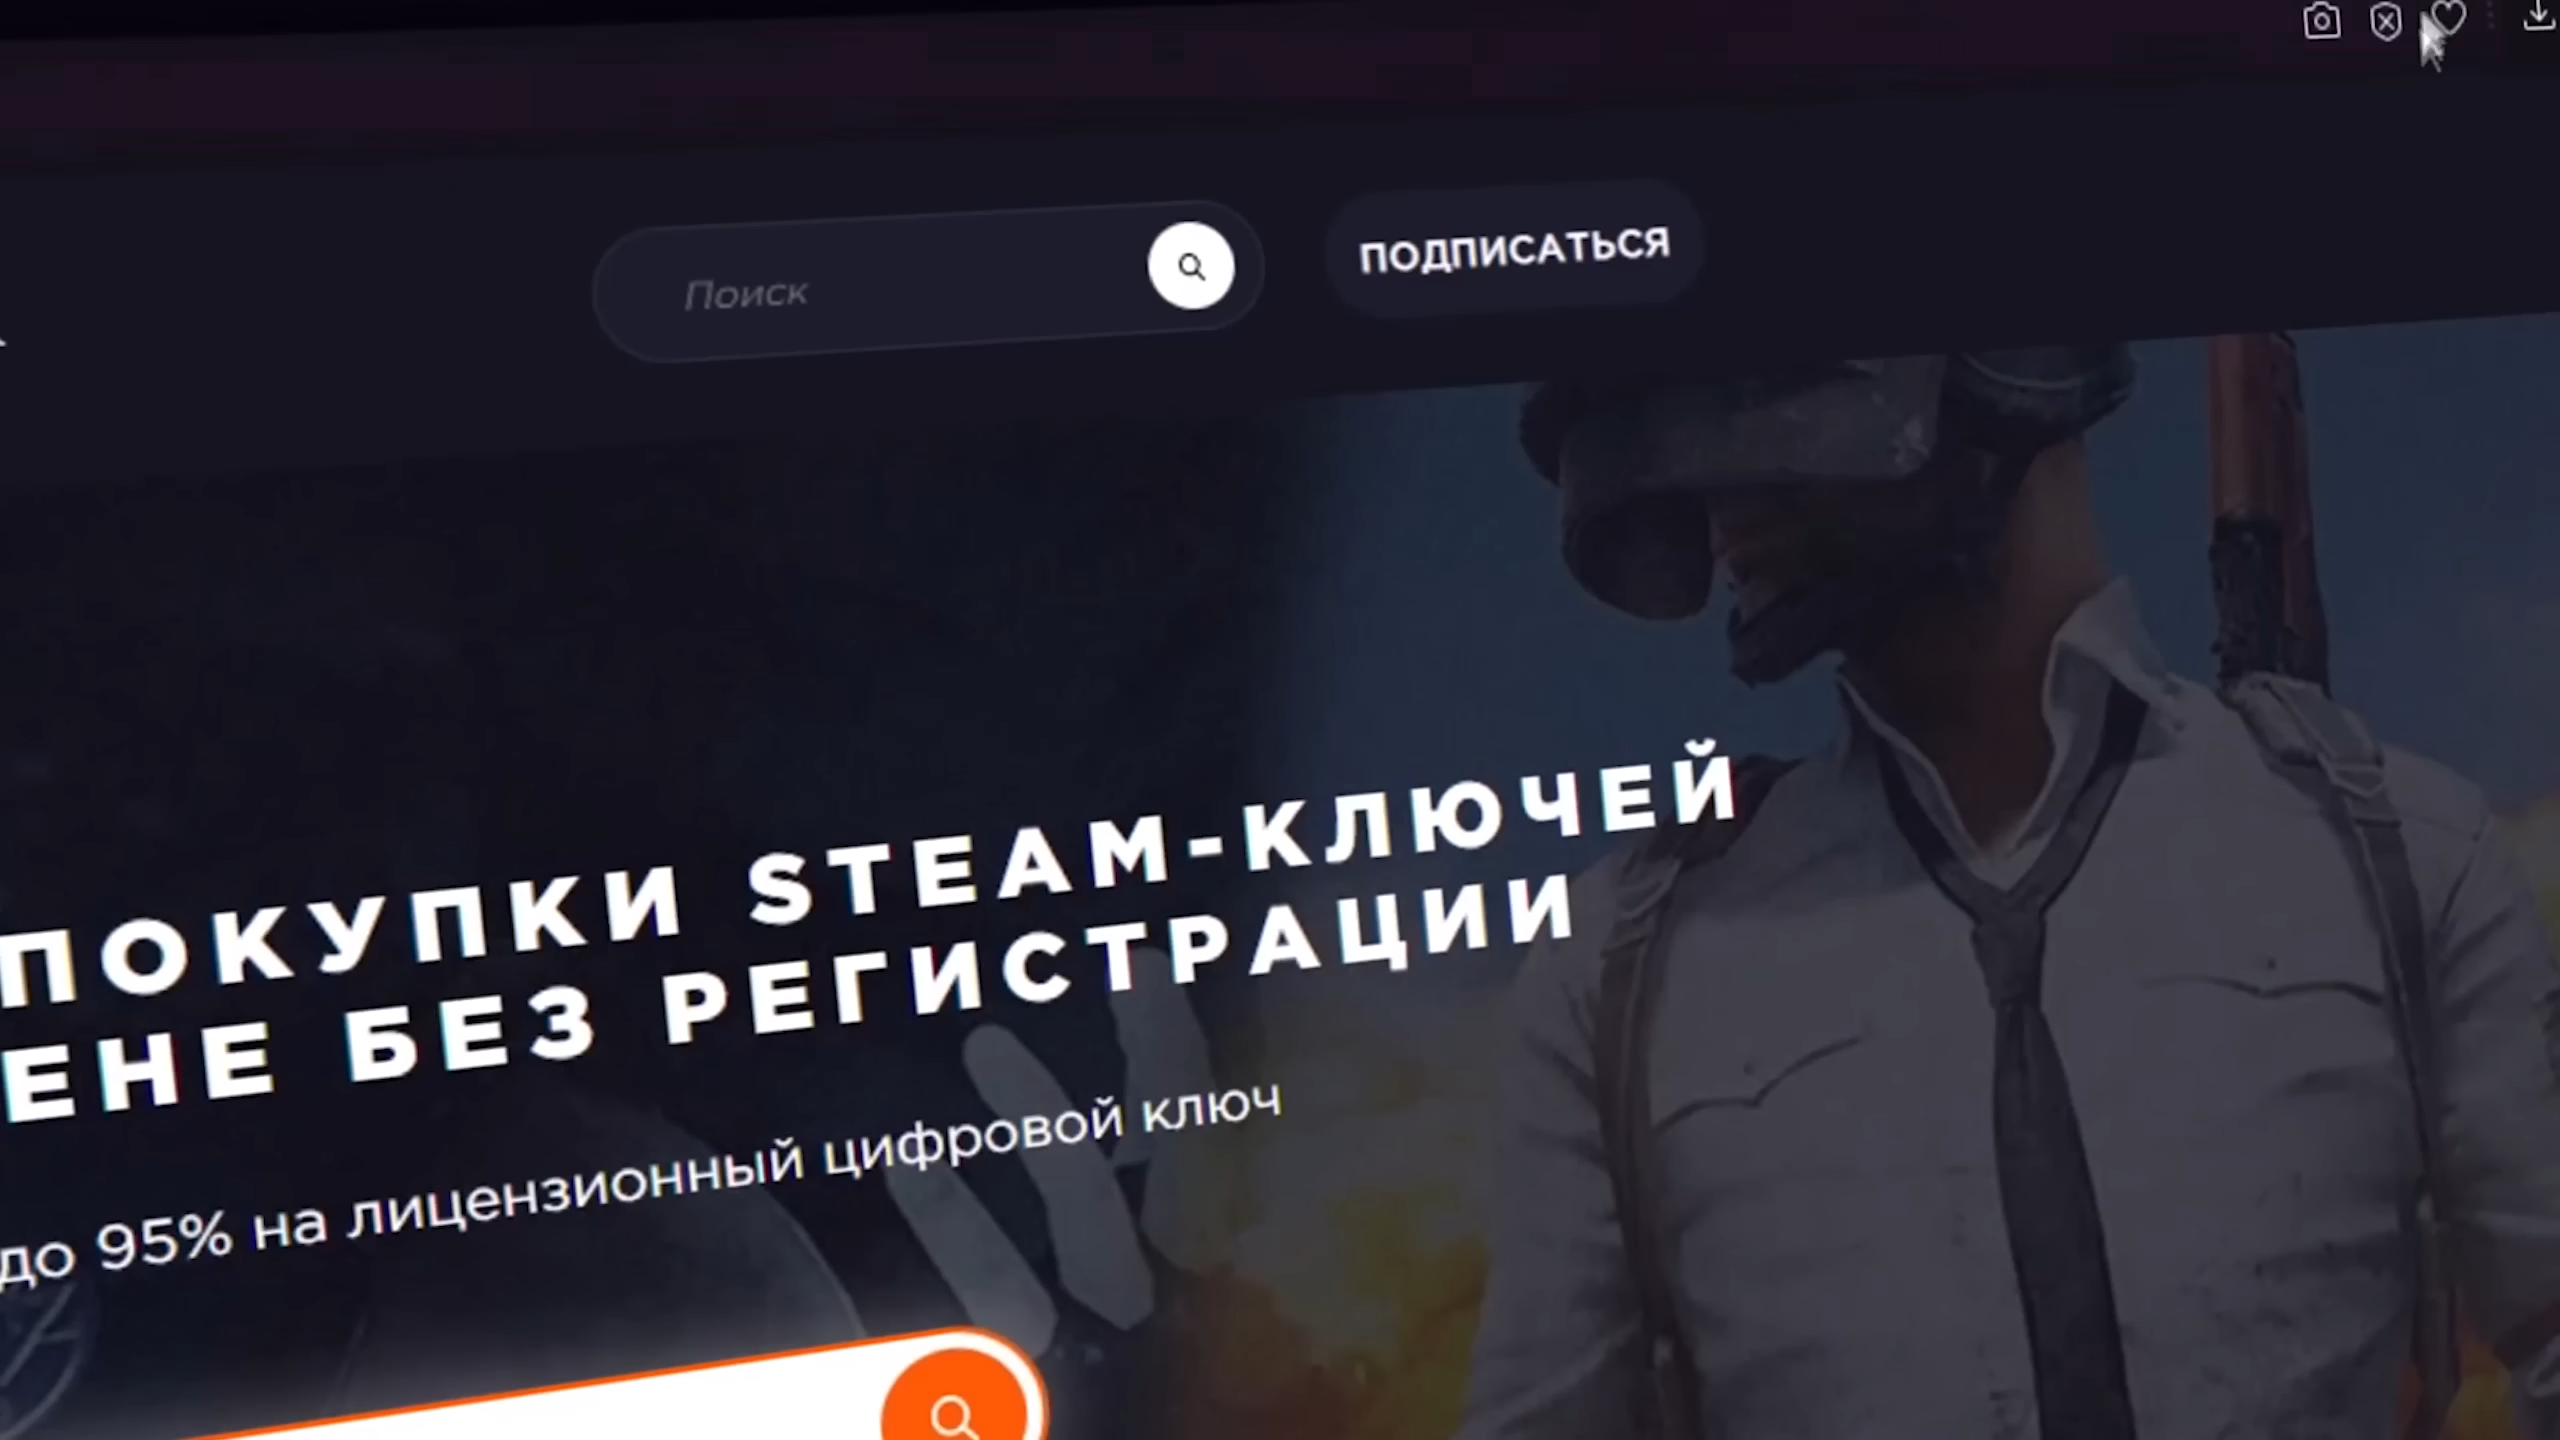 Поиск
ПОДПИСАТЬСЯ
ПОКУПКИ STEAM-КЛЮЧЕЙ
ЕНЕ БЕЗ РЕГИСТРАЦИИ
до 95% на лицензионный цифровой ключ